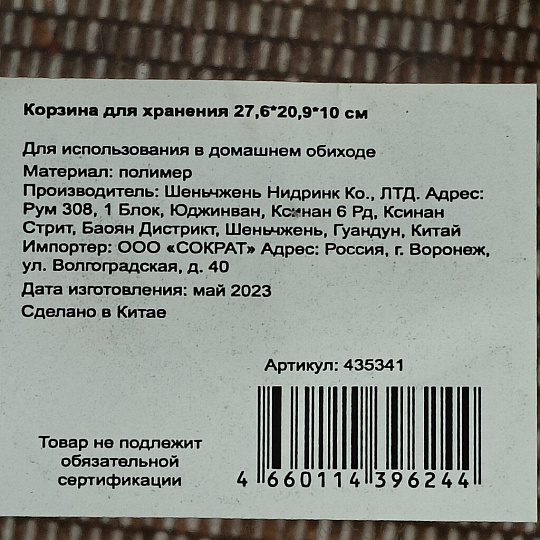 Корзина для хранения 27,6*20,9*10 см
Для использования в домашнем обиходе
Материал: полимер
Производитель: Шеньчжень Нидринк Ко., ЛТД. Адрес:
Рум 308, 1 Блок, Юджинван, Ксинан 6 Рд, Ксинан
Стрит, Баоян Дистрикт, Шеньчжень, Гуандун, Китай
Импортер: ООО «СОКРАТ» Адрес: Россия, г. Воронеж,
ул. Волгоградская, д. 40
Дата изготовления: май 2023
Сделано в Китае
Артикул: 435341
Товар не подлежит
обязательной
сертификации
4 660114 396244